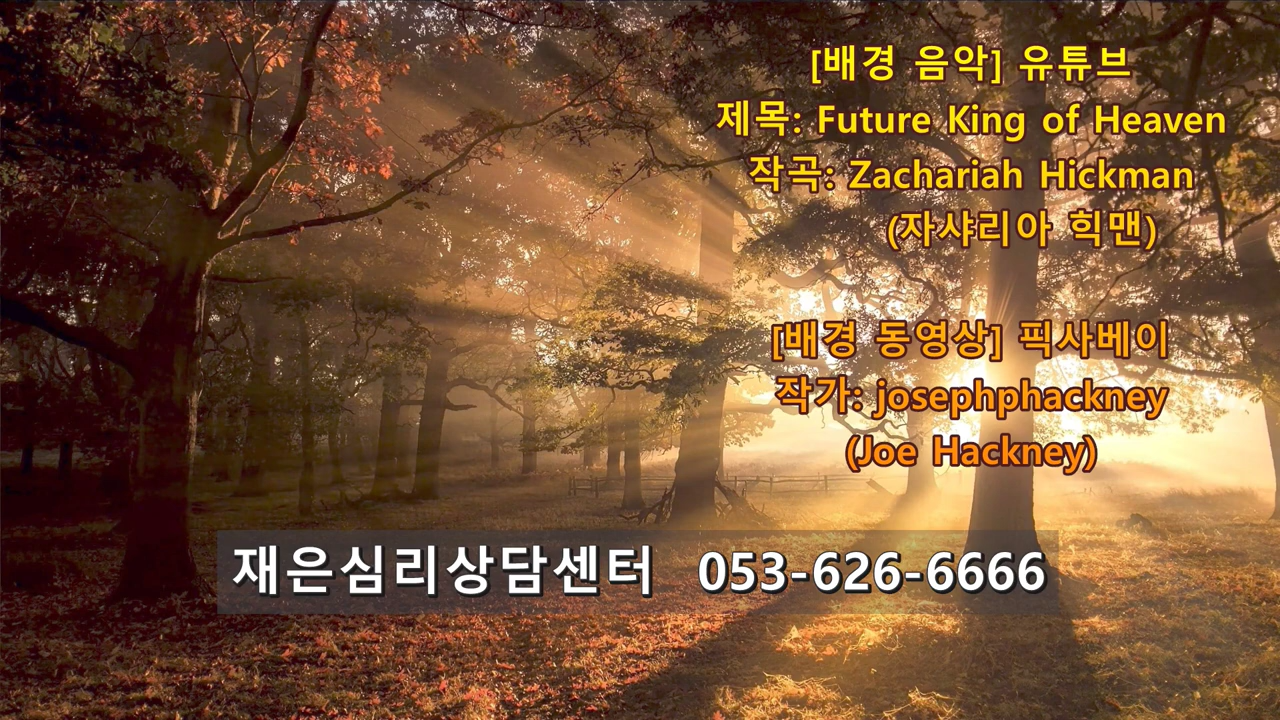 [배경 음악] 유튜브
제목: Future King of Heaven
작곡: Zachariah Hickman
(자샤리아 힉맨)
[배경 동영상] 픽사베이
작가: josephphackney
(Joe Hackney)
재은심리상담센터 053-626-6666